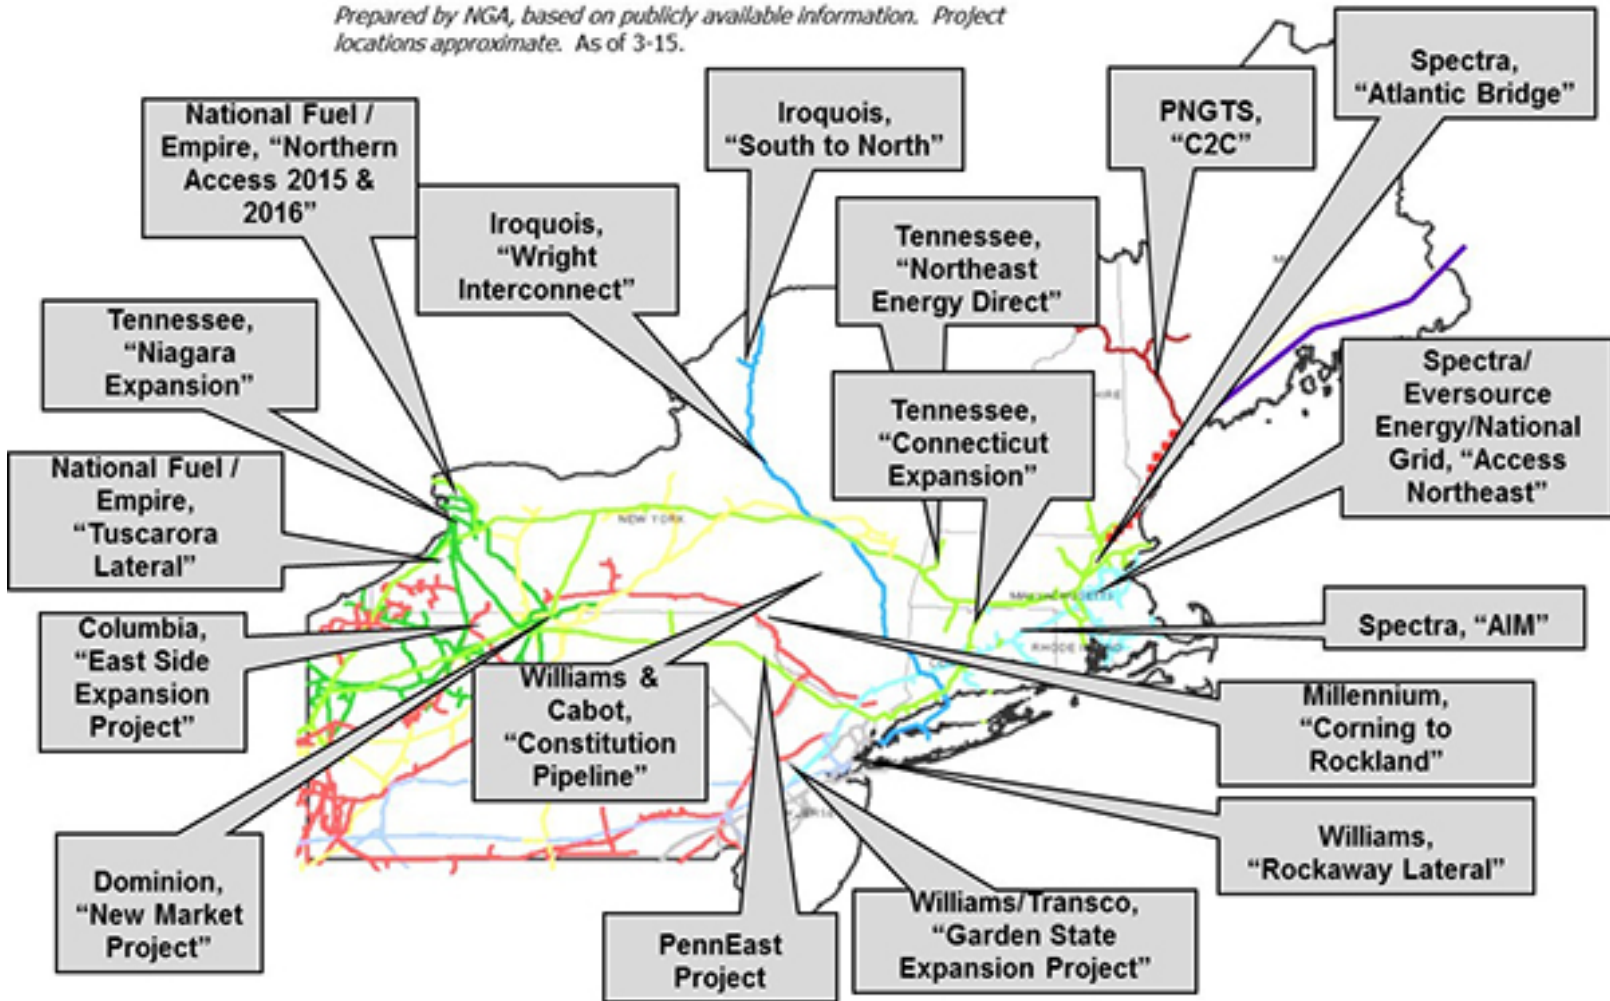 Prepared by NGA, based on publicly available information.  Project
locations approximate.  As of 3-15.
Spectra,
“Atlantic Bridge”
PNGTS,
“C2C”
Iroquois,
“South to North”
National Fuel /
Empire, “Northern
Access 2015 &
2016”
Iroquois,
“Wright
Interconnect”
Tennessee,
“Northeast
Energy Direct”
Tennessee,
“Niagara
Expansion”
Tennessee,
“Connecticut
Expansion”
Spectra/
Eversource
Energy/National
Grid, “Access
Northeast”
National Fuel /
Empire,
“Tuscarora
Lateral”
NEW YORK
Columbia,
“East Side
Expansion
Project”
Williams &
Cabot,
“Constitution
Pipeline”
Spectra, “AIM”
Millennium,
“Corning to
Rockland”
Williams,
“Rockaway Lateral”
Dominion,
“New Market
Project”
PennEast
Project
Williams/Transco,
“Garden State
Expansion Project”